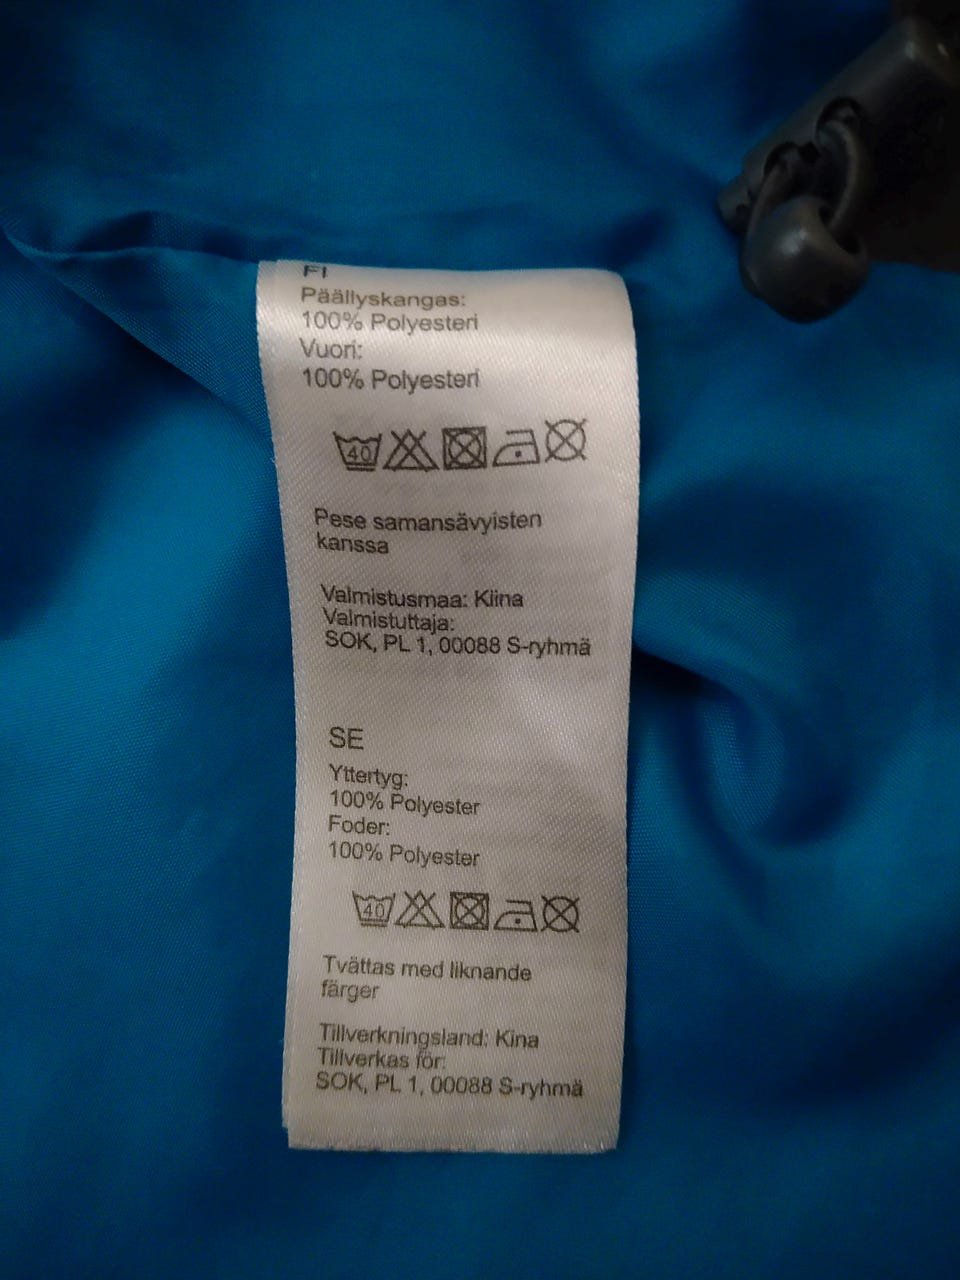 FI
Päällyskangas:
100% Polyesteri
Vuori:
100% Polyesteri
40
Pese samansävyisten
kanssa
Valmistusmaa: Kiina
Valmistuttaja:
SOK, PL 1, 00088 S-ryhmä
SE
Yttertyg:
100% Polyester
Foder:
100% Polyester
40
Tvättas med liknande
färger
Tillverkningsland: Kina
Tillverkas för:
SOK, PL 1, 00088 S-ryhmä